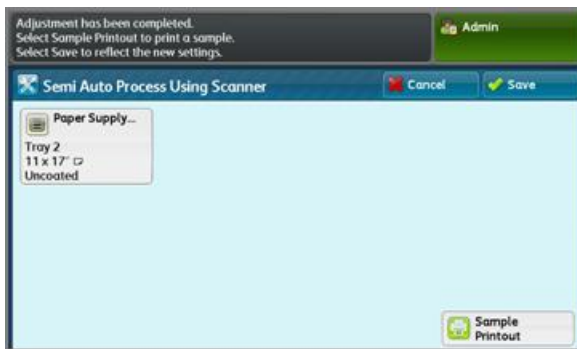 Adjustment has been completed.
Select Sample Printout to print a sample.
Select Save to reflect the new settings.
Admin
Semi Auto Process Using Scanner
Cancel
Save
Paper Supply...
Tray 2
11 x 17"
Uncoated
Sample
Printout